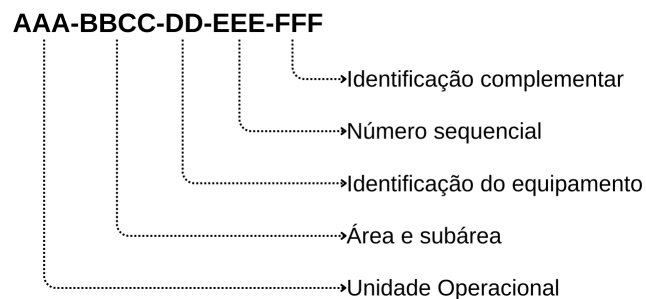 AAA-BBCC-DD-EEE-FFF
Identificação complementar
Número sequencial
Identificação do equipamento
Área e subárea
Unidade Operacional